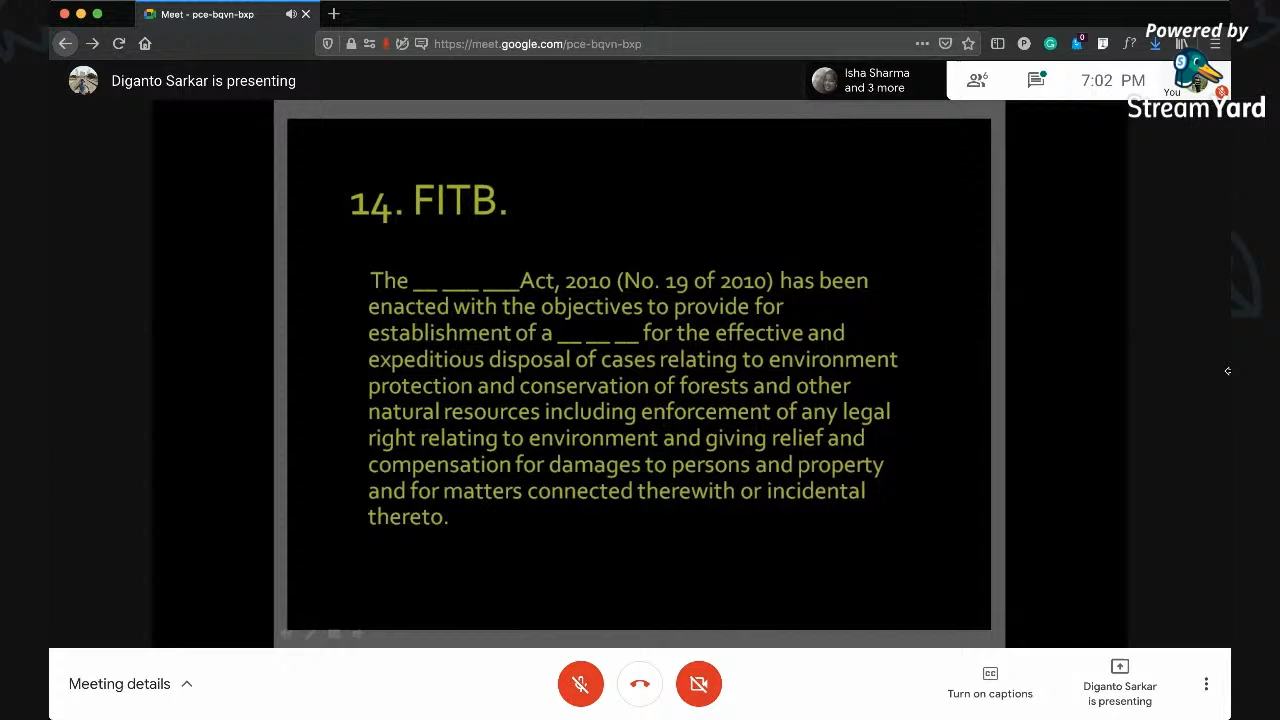 Meet - pce-bqvn-bxp
https://meet.google.com/pce-bqvn-bxp
Powered by
StreamYard
Diganto Sarkar is presenting
Isha Sharma
and 3 more
6
7:02 PM
You
14. FITB.
The __ ___ ___Act, 2010 (No. 19 of 2010) has been
enacted with the objectives to provide for
establishment of a __ __ __ for the effective and
expeditious disposal of cases relating to environment
protection and conservation of forests and other
natural resources including enforcement of any legal
right relating to environment and giving relief and
compensation for damages to persons and property
and for matters connected therewith or incidental
thereto.
Meeting details
Turn on captions
Diganto Sarkar
is presenting